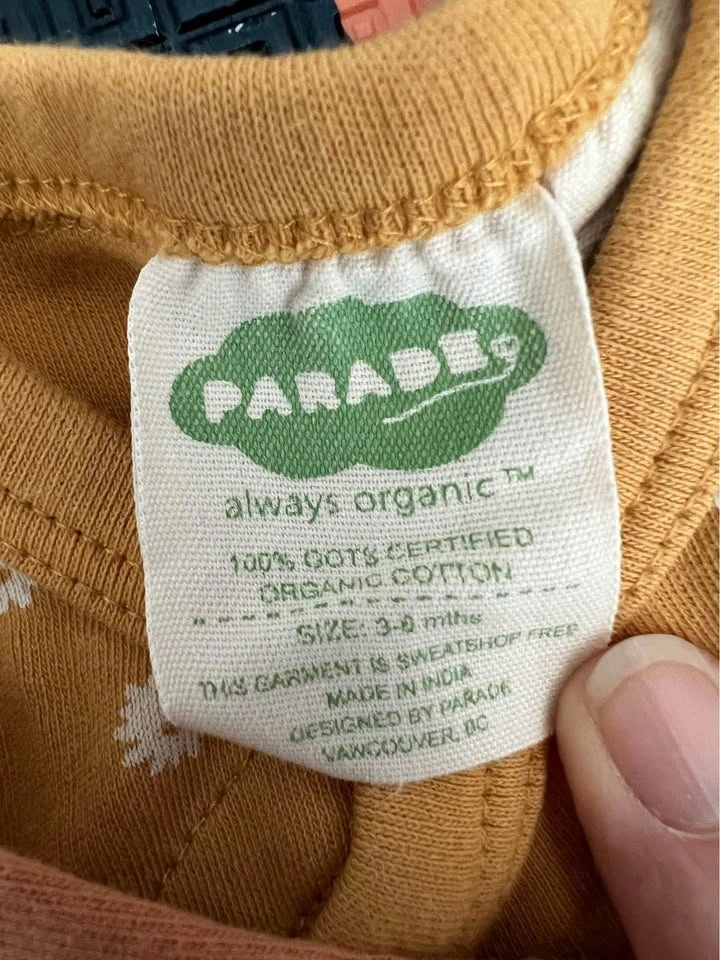 PARADE™
always organic™
100% GOTS CERTIFIED
ORGANIC COTTON
SIZE: 3-6 mths
THIS GARMENT IS SWEATSHOP FREE
MADE IN INDIA
DESIGNED BY PARADE
VANCOUVER, BC